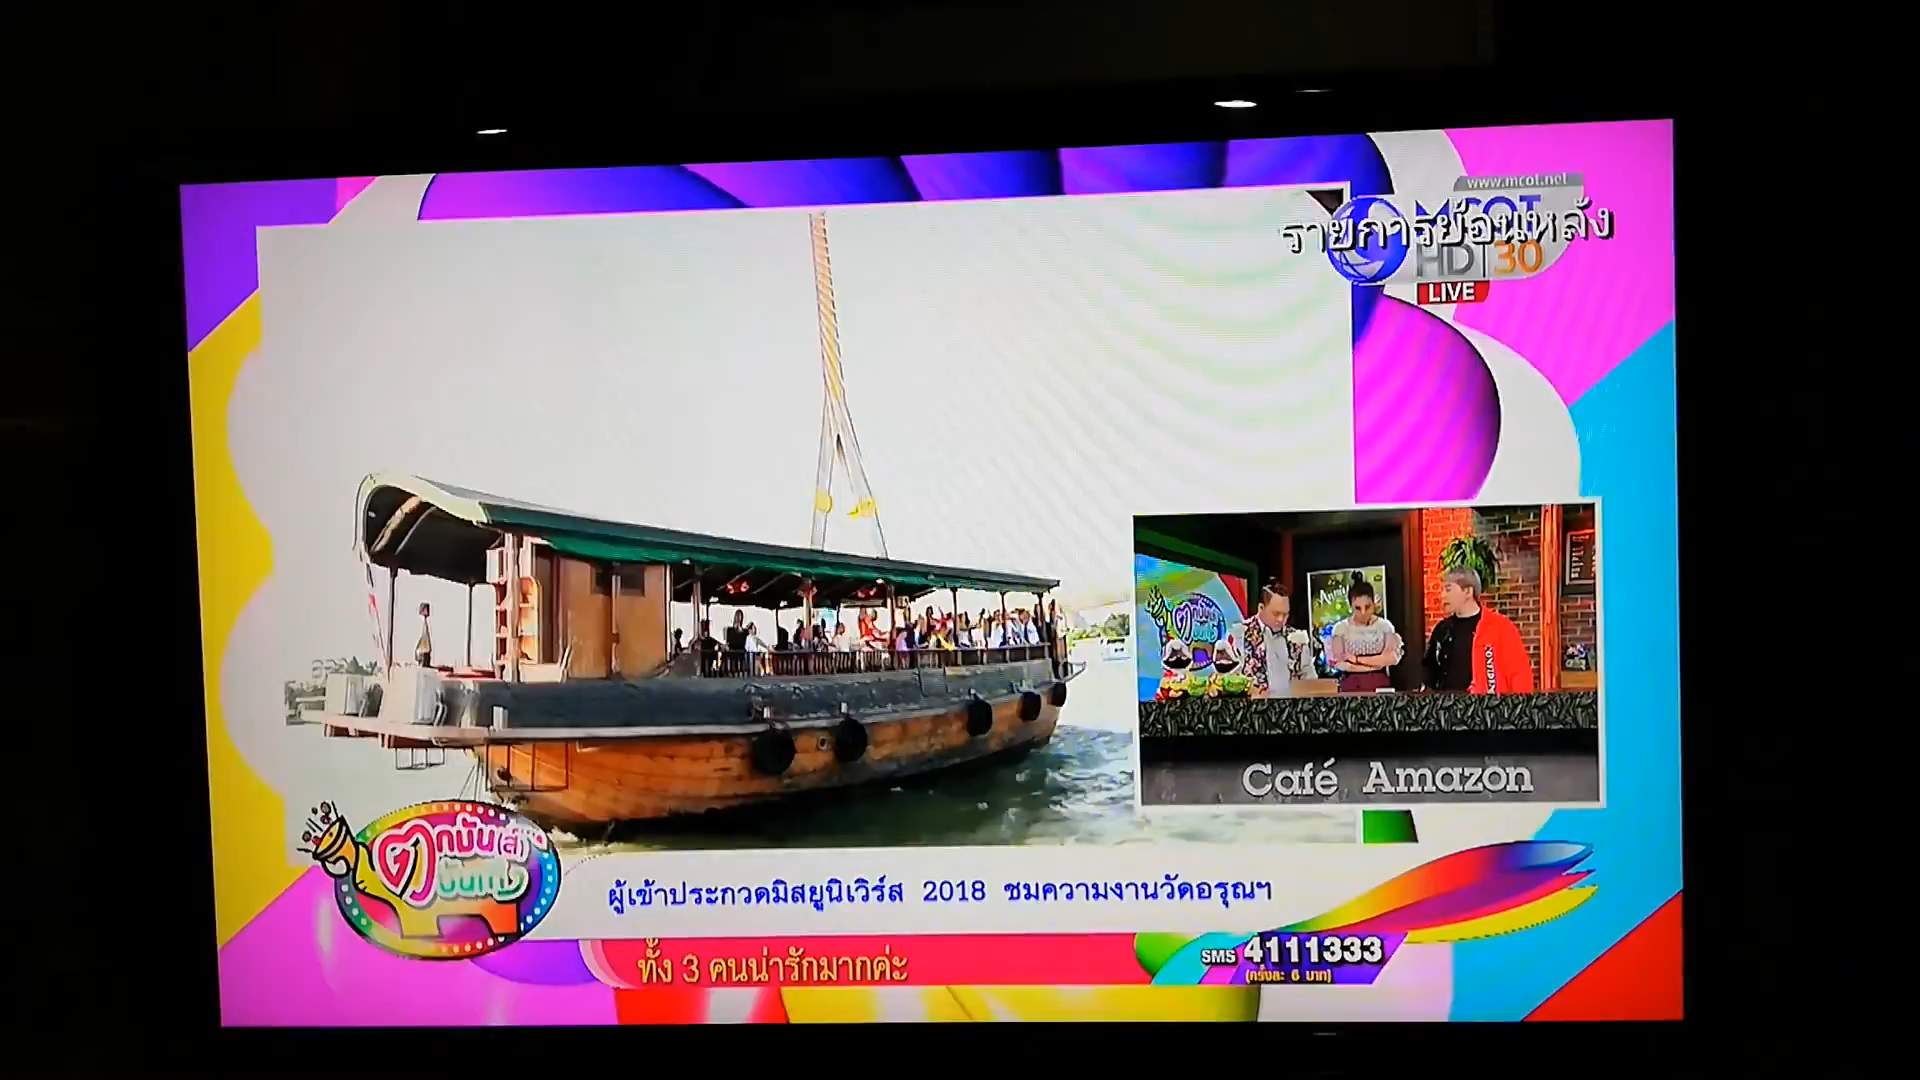 www.mcot.net
MCOT
รายการย้อนหลัง
HD 30
LIVE
Café Amazon
ตกมัน(ส์)
บันเทิง
ผู้เข้าประกวดมิสยูนิเวิร์ส 2018 ชมความงามวัดอรุณฯ
ทั้ง 3 คนน่ารักมากค่ะ
SMS 4111333
(ครั้งละ 6 บาท)